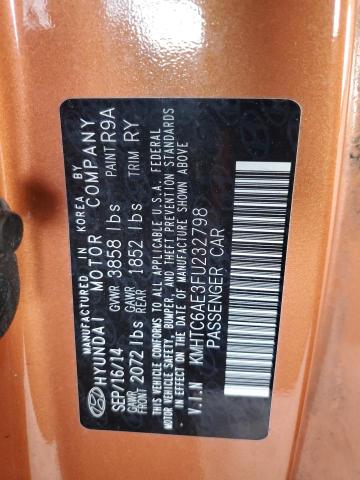 MANUFACTURED IN KOREA BY
HYUNDAI MOTOR COMPANY
SEP/16/14 GVWR 3858 lbs PAINT R9A
GAWR FRONT 2072 lbs GAWR REAR 1852 lbs TRIM RY
THIS VEHICLE CONFORMS TO ALL APPLICABLE U.S.A. FEDERAL
MOTOR VEHICLE SAFETY, BUMPER, AND THEFT PREVENTION STANDARDS
IN EFFECT ON THE DATE OF MANUFACTURE SHOWN ABOVE
V.I.N KMHTC6AE3FU232798
PASSENGER CAR